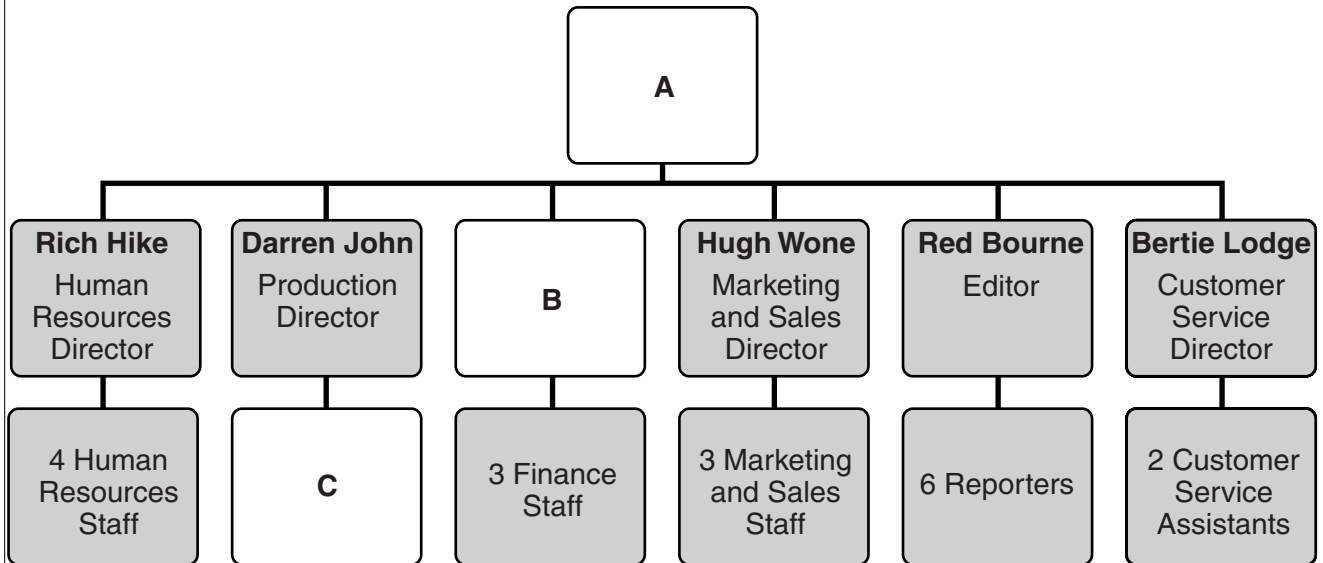 A
Rich Hike
Human
Resources
Director
Darren John
Production
Director
B
Hugh Wone
Marketing
and Sales
Director
Red Bourne
Editor
Bertie Lodge
Customer
Service
Director
4 Human
Resources
Staff
C
3 Finance
Staff
3 Marketing
and Sales
Staff
6 Reporters
2 Customer
Service
Assistants